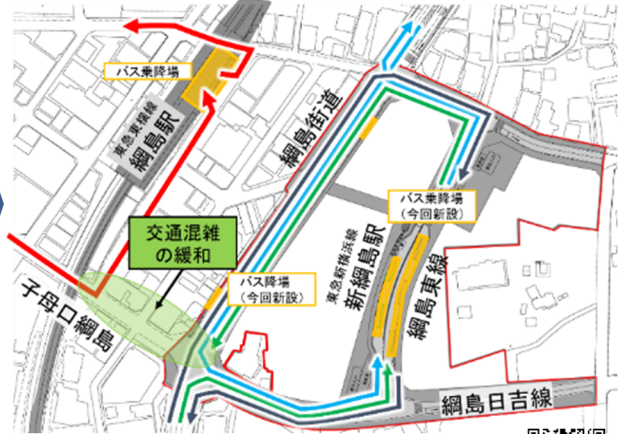 バス乗降場
東急東横線
綱島駅
綱島街道
バス乗降場
（今回新設）
交通混雑
の緩和
バス降場
（今回新設）
東急新横浜線
新綱島駅
綱島東線
子母口綱島
綱島日吉線